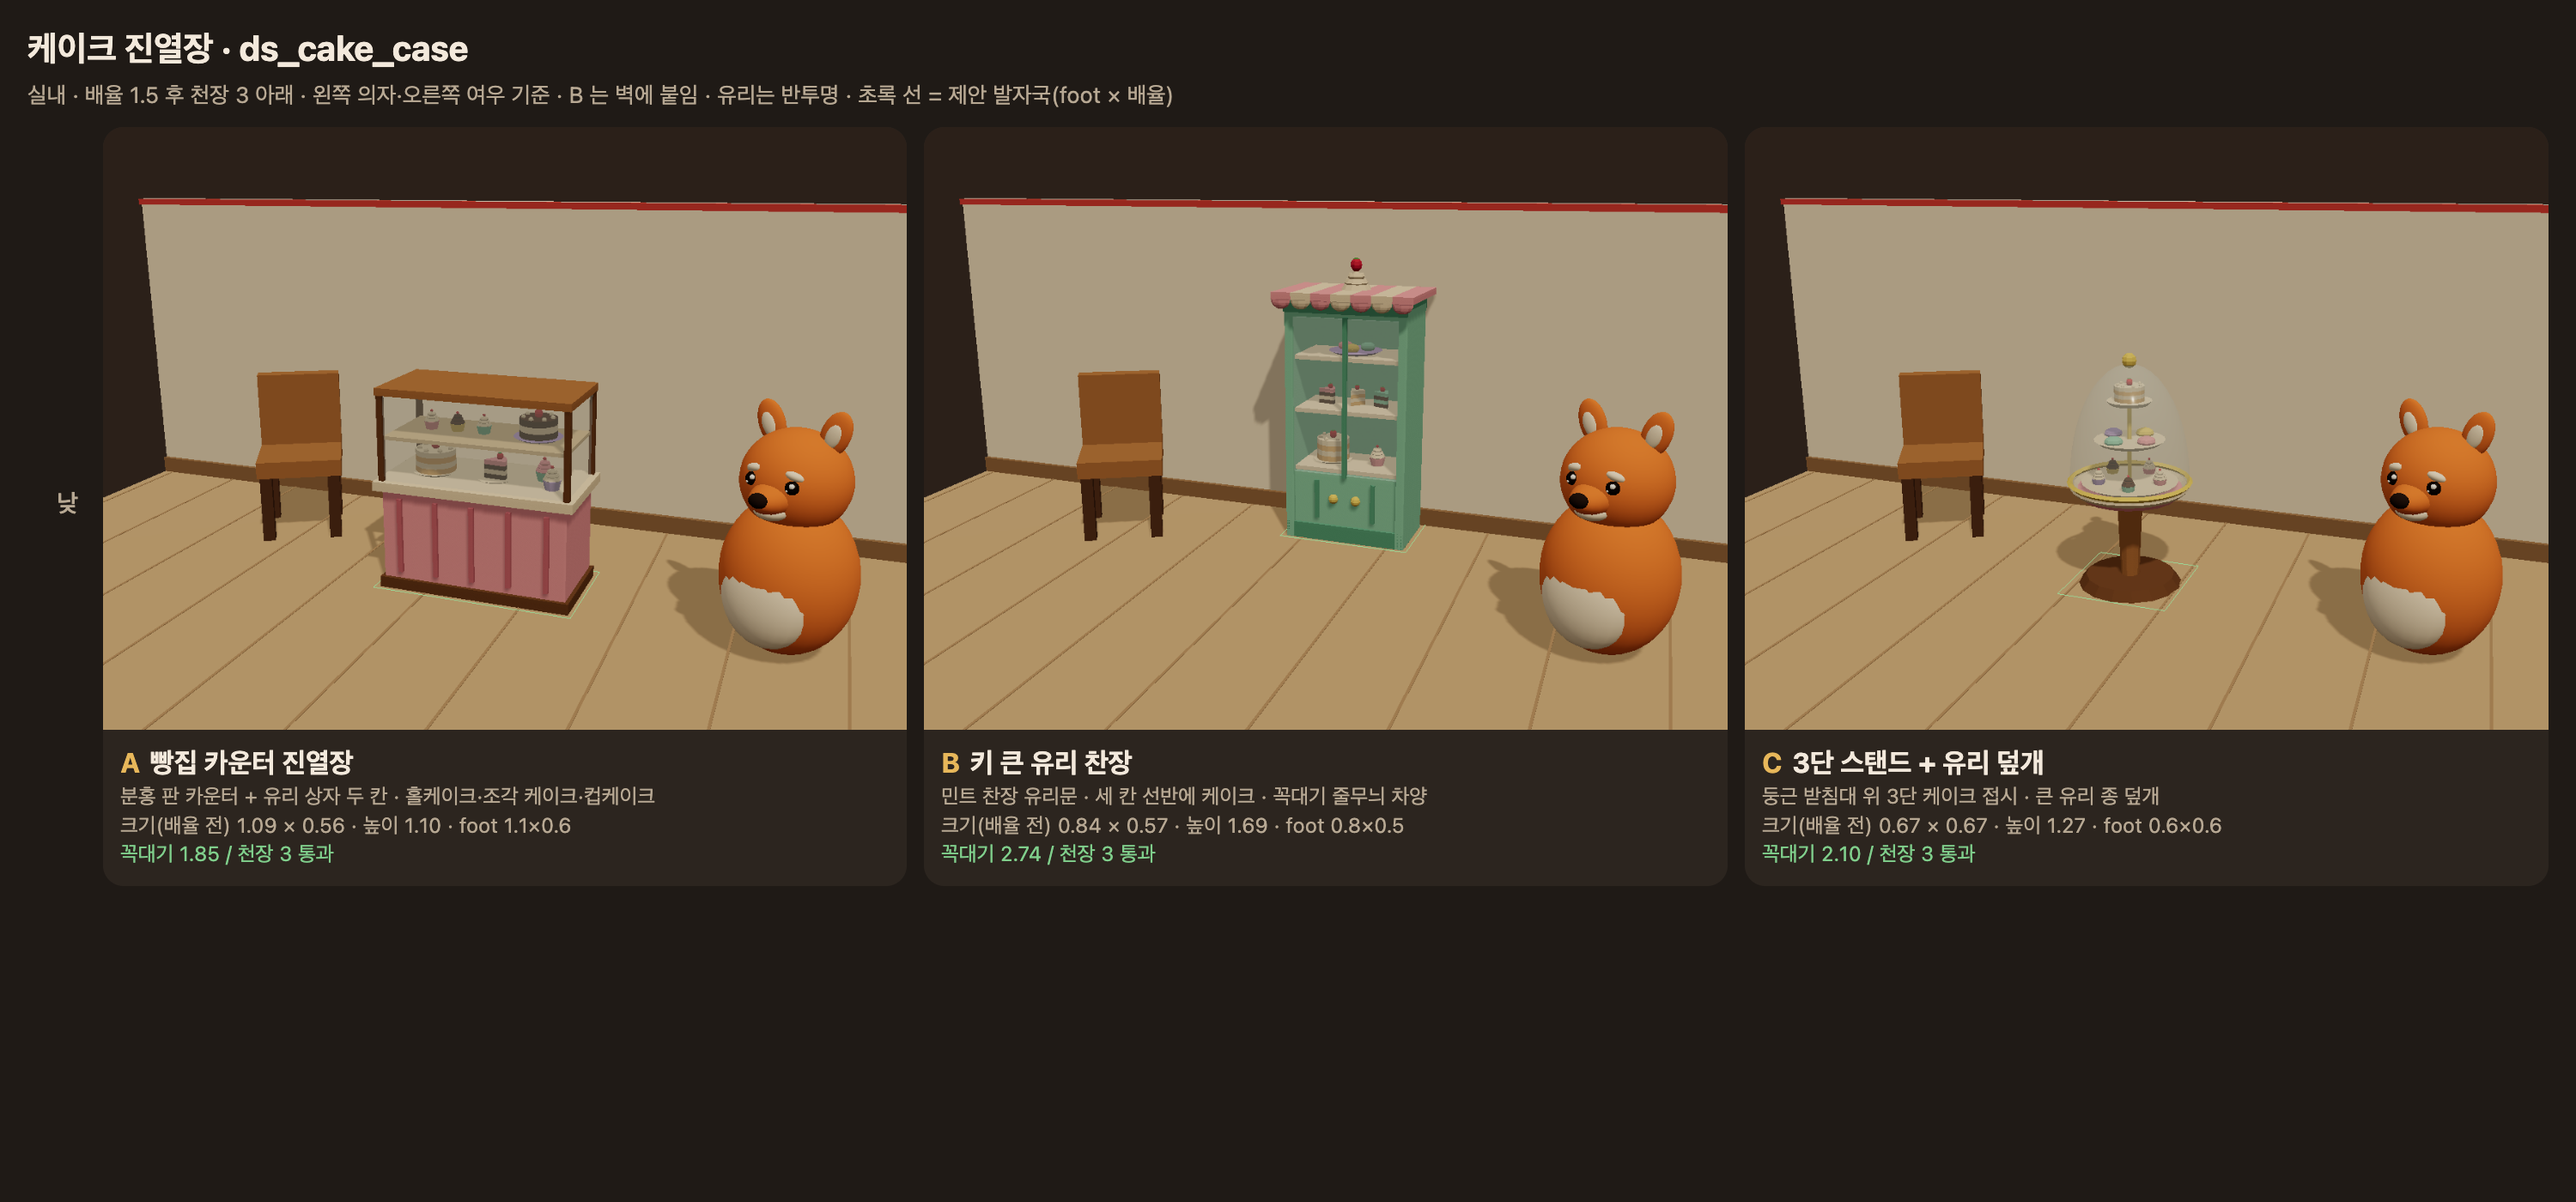 케이크 진열장 · ds_cake_case
실내 · 배율 1.5 후 천장 3 아래 · 왼쪽 의자·오른쪽 여우 기준 · B 는 벽에 붙임 · 유리는 반투명 · 초록 선 = 제안 발자국(foot × 배율)
낮
A 빵집 카운터 진열장
분홍 판 카운터 + 유리 상자 두 칸 · 홀케이크·조각 케이크·컵케이크
크기(배율 전) 1.09 × 0.56 · 높이 1.10 · foot 1.1×0.6
꼭대기 1.85 / 천장 3 통과
B 키 큰 유리 찬장
민트 찬장 유리문 · 세 칸 선반에 케이크 · 꼭대기 줄무늬 차양
크기(배율 전) 0.84 × 0.57 · 높이 1.69 · foot 0.8×0.5
꼭대기 2.74 / 천장 3 통과
C 3단 스탠드 + 유리 덮개
둥근 받침대 위 3단 케이크 접시 · 큰 유리 종 덮개
크기(배율 전) 0.67 × 0.67 · 높이 1.27 · foot 0.6×0.6
꼭대기 2.10 / 천장 3 통과